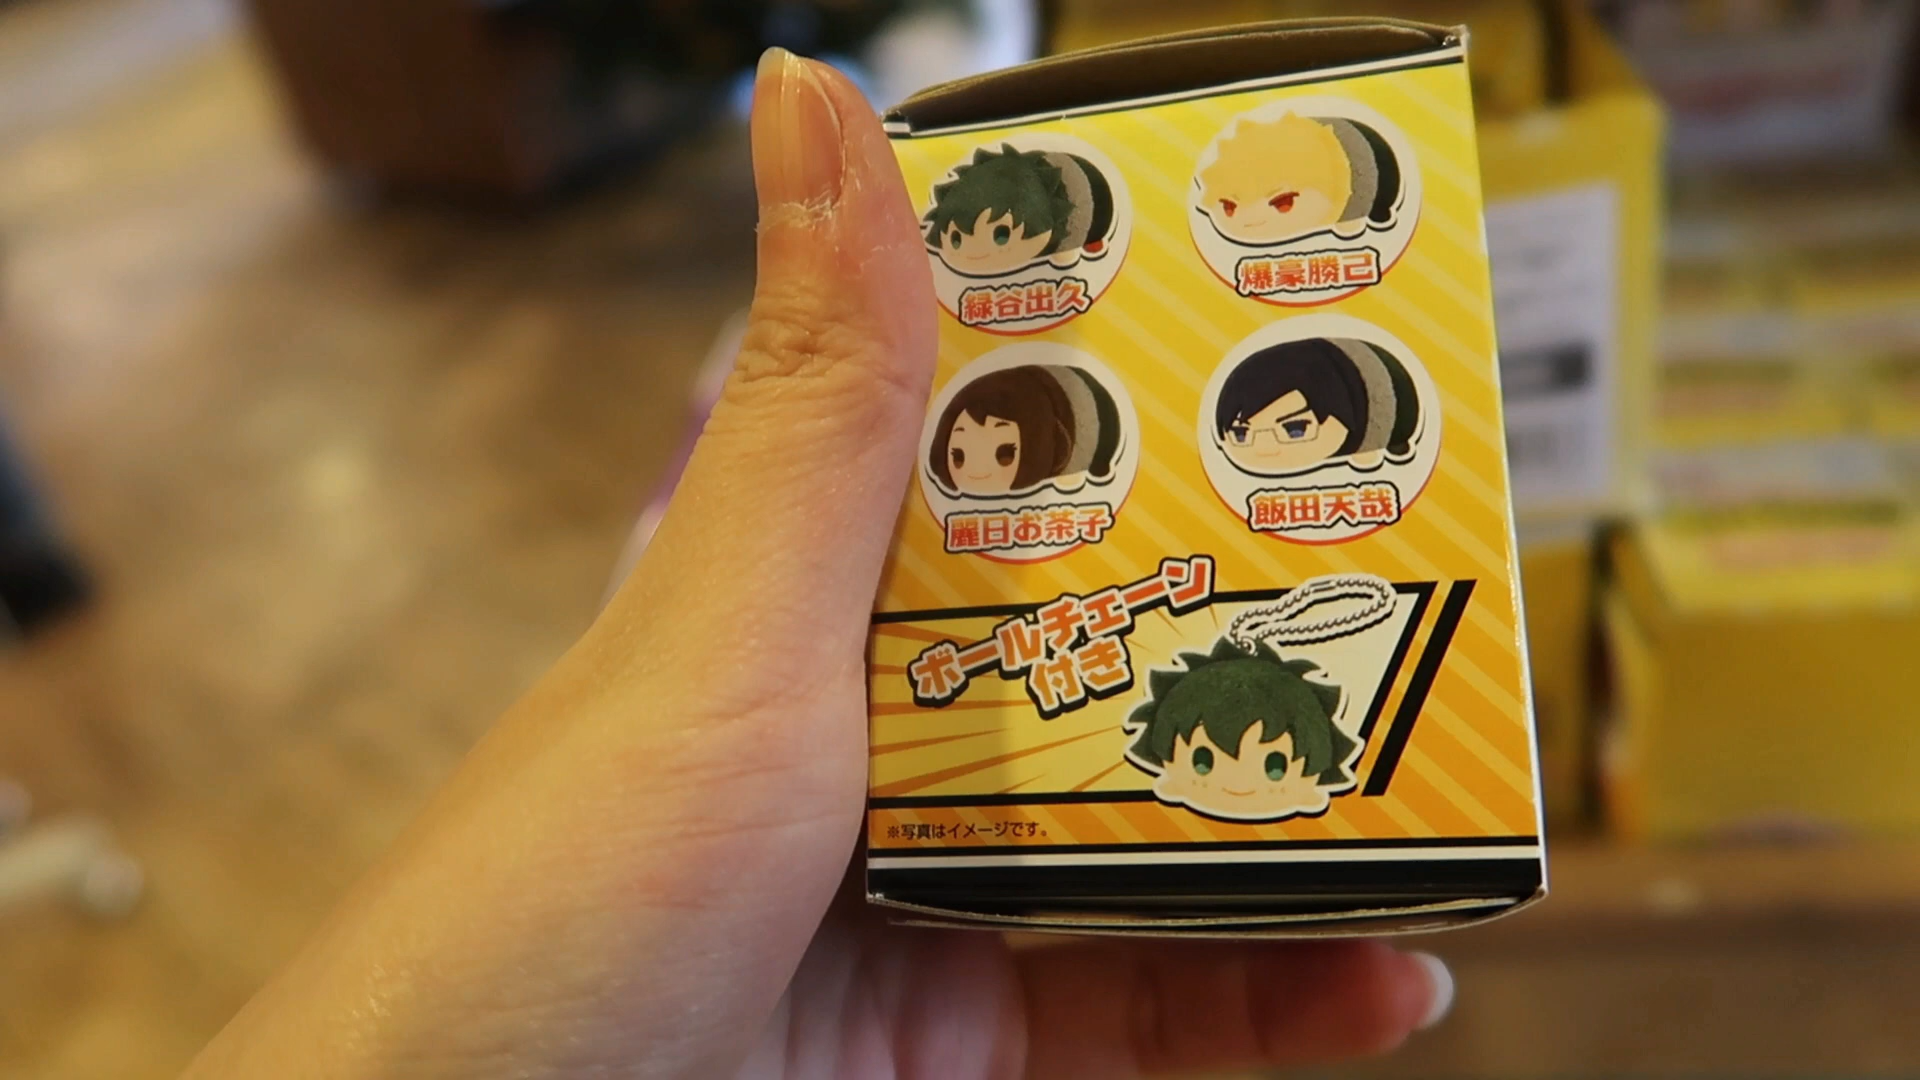 緑谷出久
爆豪勝己
麗日お茶子
飯田天哉
ボールチェーン
付き
※写真はイメージです。